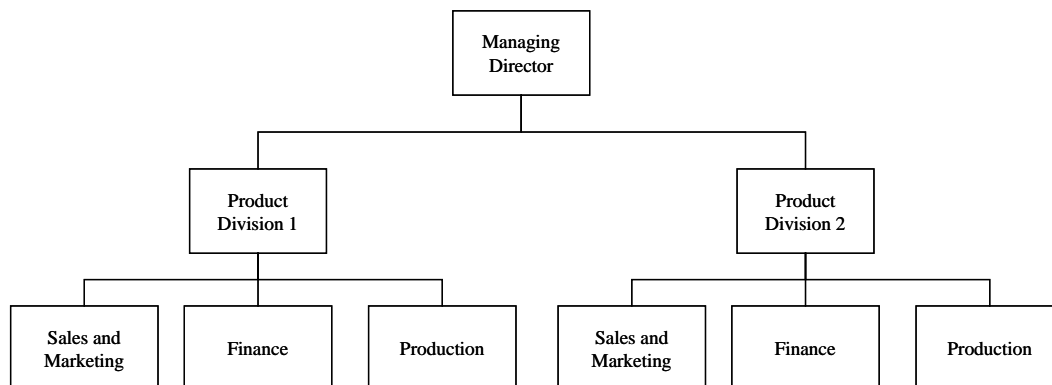 Managing
Director
Product
Division 1
Product
Division 2
Sales and
Marketing
Finance
Production
Sales and
Marketing
Finance
Production